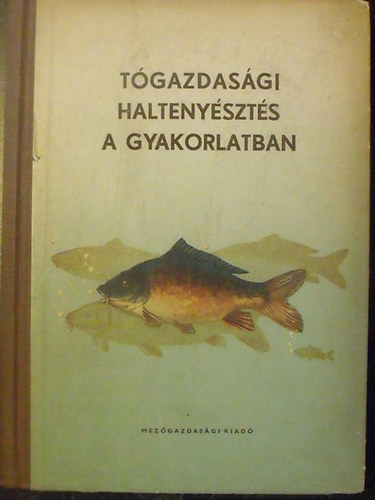 TÓGAZDASÁGI
HALTENYÉSZTÉS
A GYAKORLATBAN
MEZŐGAZDASÁGI KIADÓ